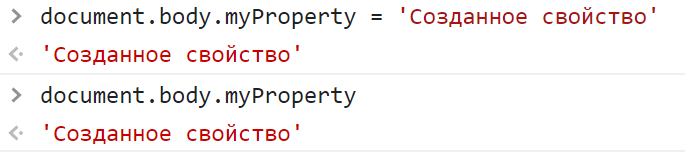 > document.body.myProperty = 'Созданное свойство'
<· 'Созданное свойство'
> document.body.myProperty
<· 'Созданное свойство'